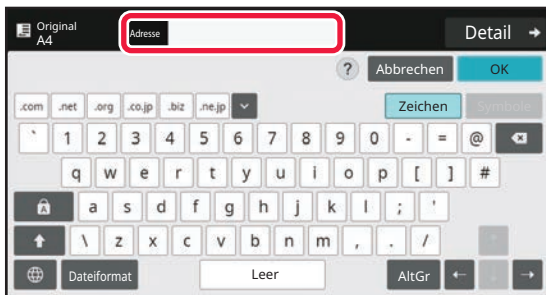 Original
A4
Adresse
Detail →
? Abbrechen OK
.com .net .org .co.jp .biz .ne.jp Zeichen Symbole
` 1 2 3 4 5 6 7 8 9 0 - = @
q w e r t y u i o p [ ] #
A a s d f g h j k l ; '
\ z x c v b n m , . /
Dateiformat Leer AltGr ← ↓ →